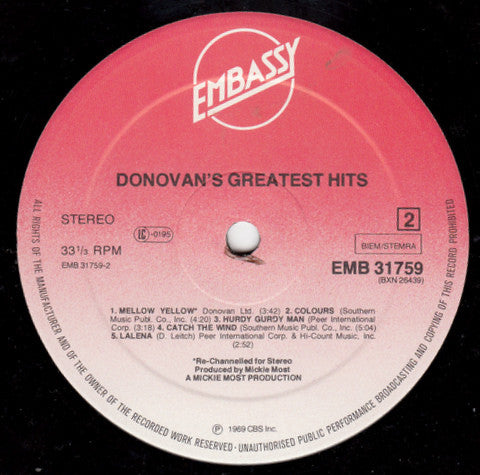 EMBASSY
DONOVAN'S GREATEST HITS
STEREO
LC -0195
2
33 1/3 RPM
BIEM/STEMRA
EMB 31759-2
EMB 31759
(BXN 26439)
1. MELLOW YELLOW* Donovan Ltd. (3:42) 2. COLOURS (Southern
Music Publ. Co., Inc. (4:20) 3. HURDY GURDY MAN (Peer International
Corp. (3:18) 4. CATCH THE WIND (Southern Music Publ. Co., Inc. (5:04)
5. LALENA (D. Leitch) Peer International Corp. & Hi-Count Music, Inc.
(2:52)
*Re-Channelled for Stereo
Produced by Mickie Most
A MICKIE MOST PRODUCTION
℗ 1969 CBS Inc.
ALL RIGHTS OF THE MANUFACTURER AND OF THE OWNER OF THE RECORDED WORK RESERVED - UNAUTHORISED PUBLIC PERFORMANCE BROADCASTING AND COPYING OF THIS RECORD PROHIBITED